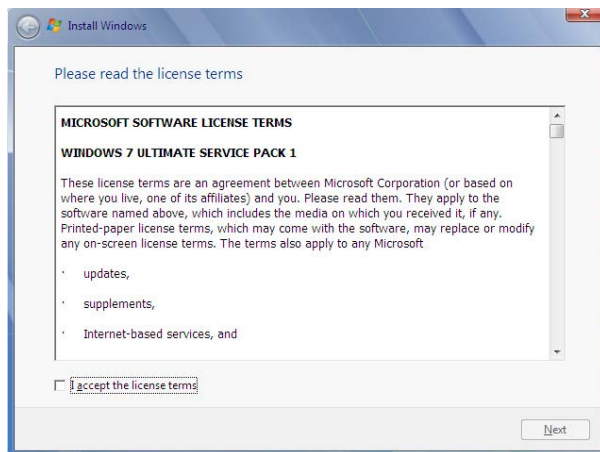 Install Windows
Please read the license terms
MICROSOFT SOFTWARE LICENSE TERMS
WINDOWS 7 ULTIMATE SERVICE PACK 1
These license terms are an agreement between Microsoft Corporation (or based on
where you live, one of its affiliates) and you. Please read them. They apply to the
software named above, which includes the media on which you received it, if any.
Printed-paper license terms, which may come with the software, may replace or modify
any on-screen license terms. The terms also apply to any Microsoft
· updates,
· supplements,
· Internet-based services, and
I accept the license terms
Next